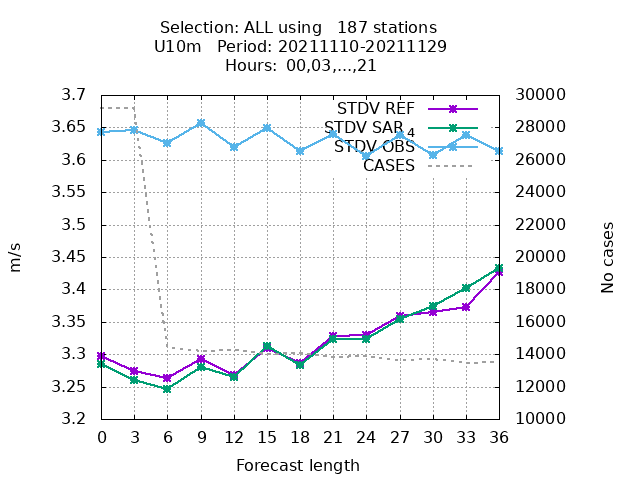 Selection: ALL using   187 stations
U10m   Period: 20211110-20211129
Hours:  00,03,...,21
STDV REF
STDV SAR 4
STDV OBS
CASES
3.7
3.65
3.6
3.55
3.5
3.45
3.4
3.35
3.3
3.25
3.2
30000
28000
26000
24000
22000
20000
18000
16000
14000
12000
10000
m/s
No cases
0 3 6 9 12 15 18 21 24 27 30 33 36
Forecast length